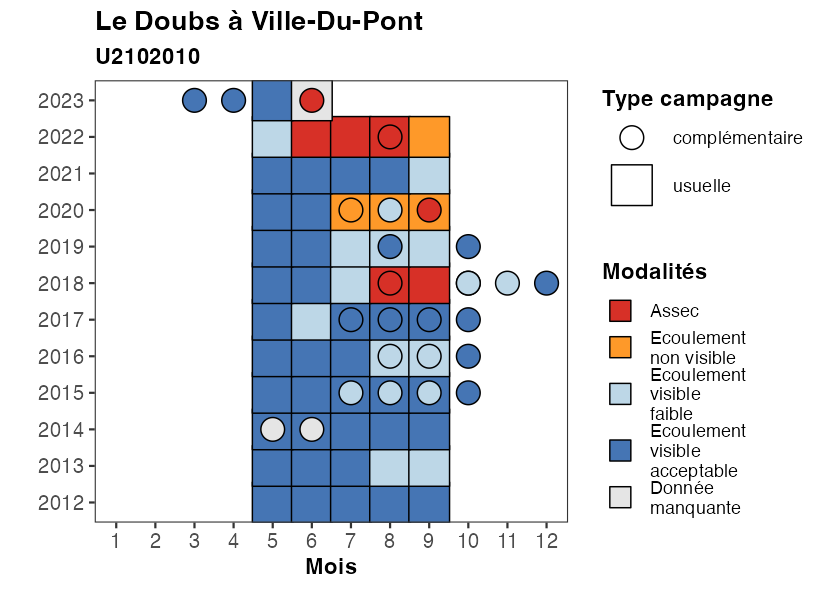 Le Doubs à Ville-Du-Pont
U2102010
2023
2022
2021
2020
2019
2018
2017
2016
2015
2014
2013
2012
1 2 3 4 5 6 7 8 9 10 11 12
Mois
Type campagne
complémentaire
usuelle
Modalités
Assec
Ecoulement
non visible
Ecoulement
visible
faible
Ecoulement
visible
acceptable
Donnée
manquante